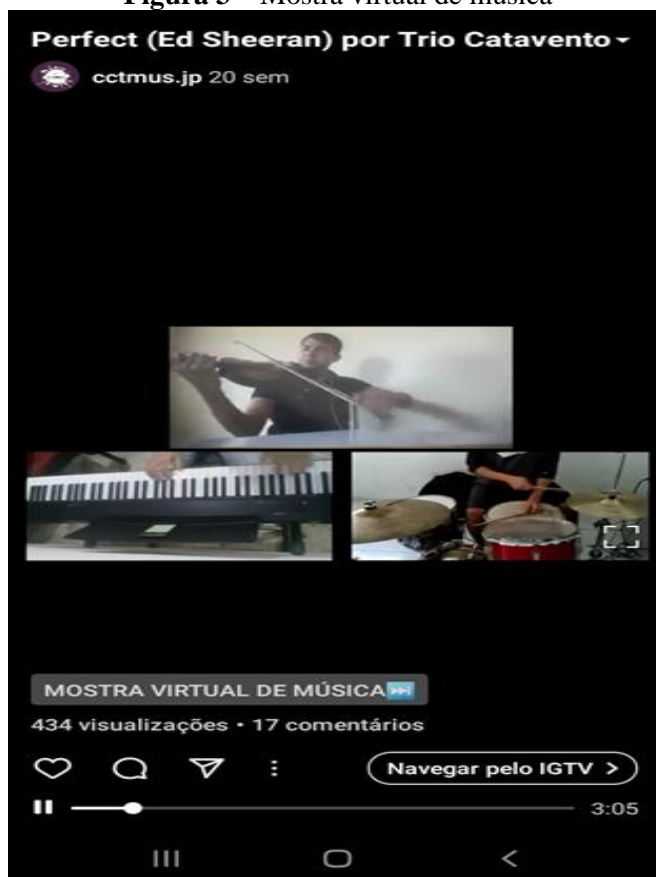 Figura 3 – Mostra virtual de música
Perfect (Ed Sheeran) por Trio Catavento
cctmus.jp 20 sem
MOSTRA VIRTUAL DE MÚSICA⏭
434 visualizações • 17 comentários
Navegar pelo IGTV >
3:05